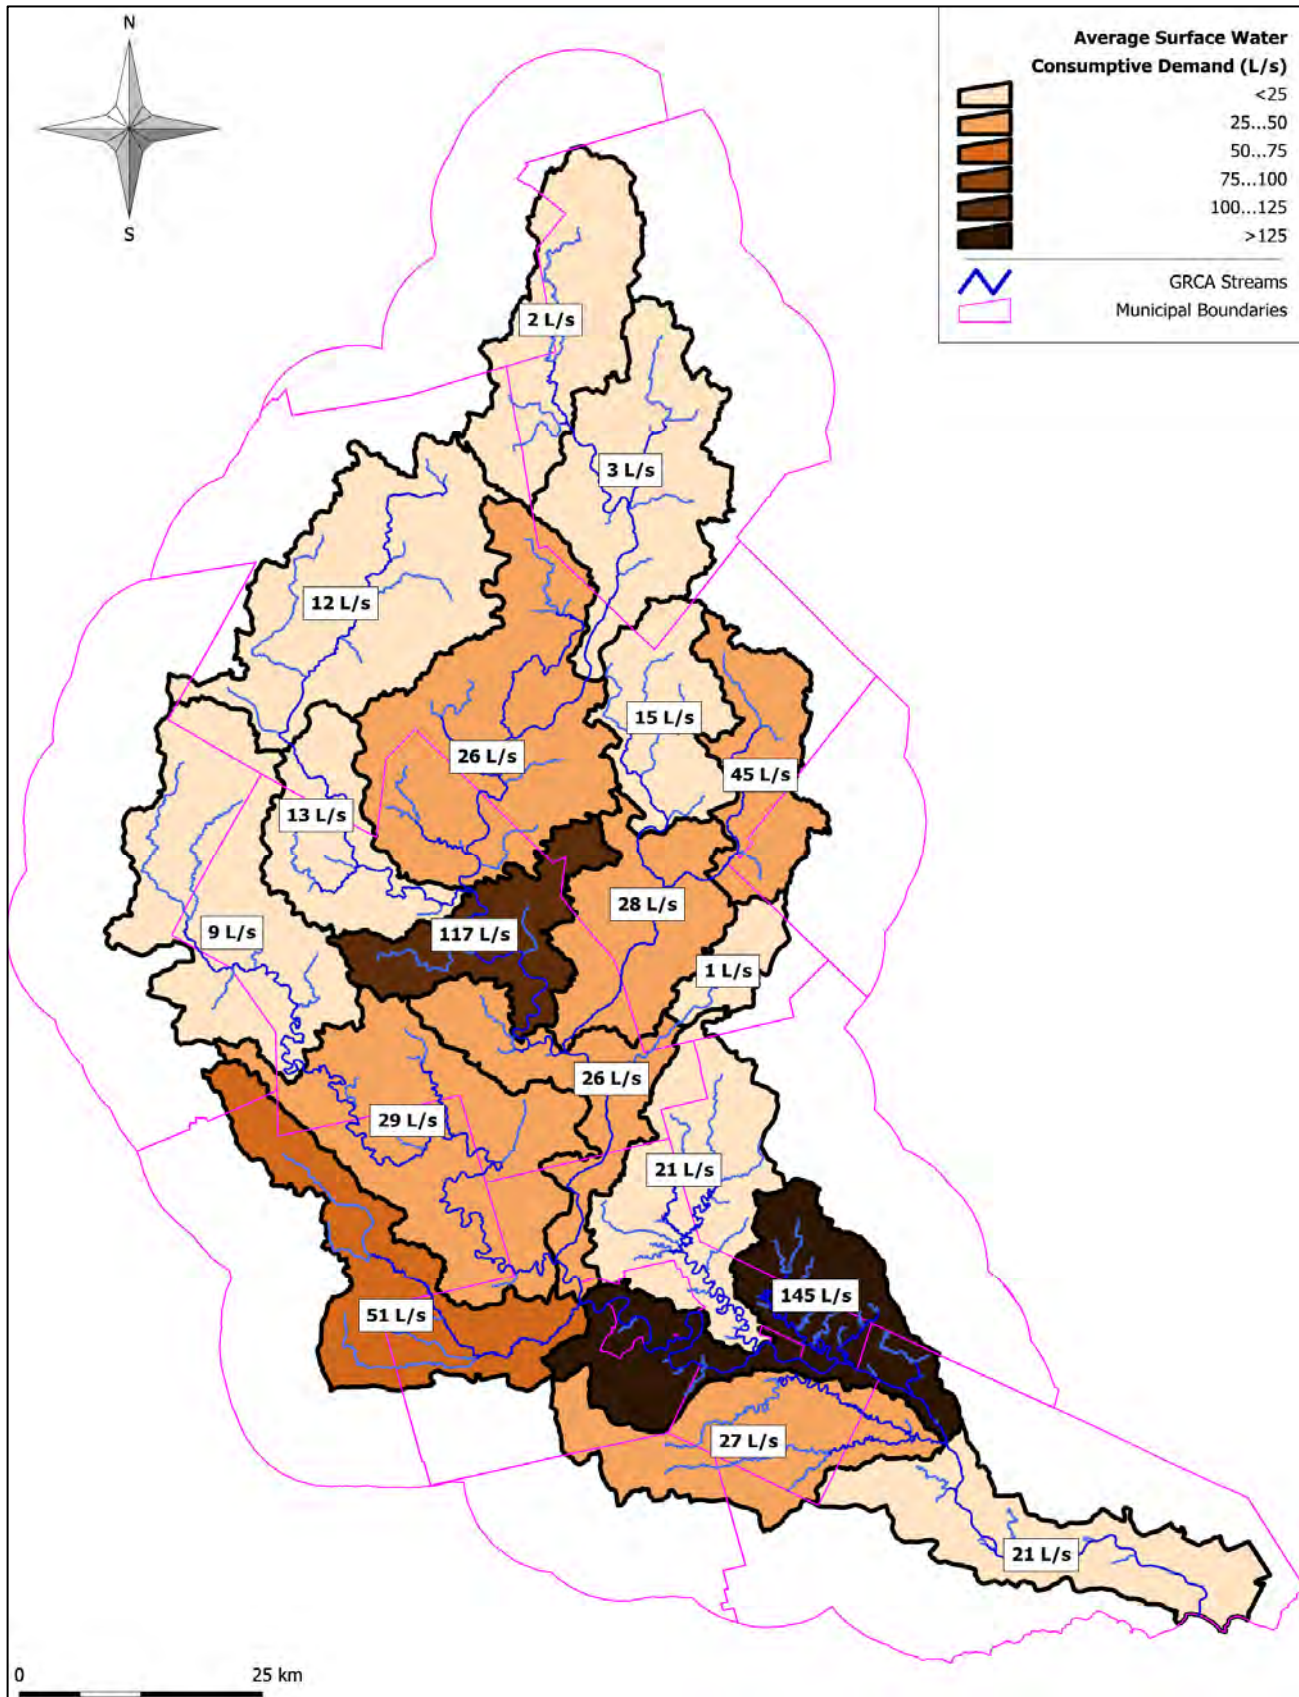 N
S
Average Surface Water
Consumptive Demand (L/s)
<25
25...50
50...75
75...100
100...125
>125
GRCA Streams
Municipal Boundaries
2 L/s
3 L/s
12 L/s
15 L/s
26 L/s
45 L/s
13 L/s
28 L/s
9 L/s
117 L/s
1 L/s
26 L/s
29 L/s
21 L/s
145 L/s
51 L/s
27 L/s
21 L/s
0
25 km